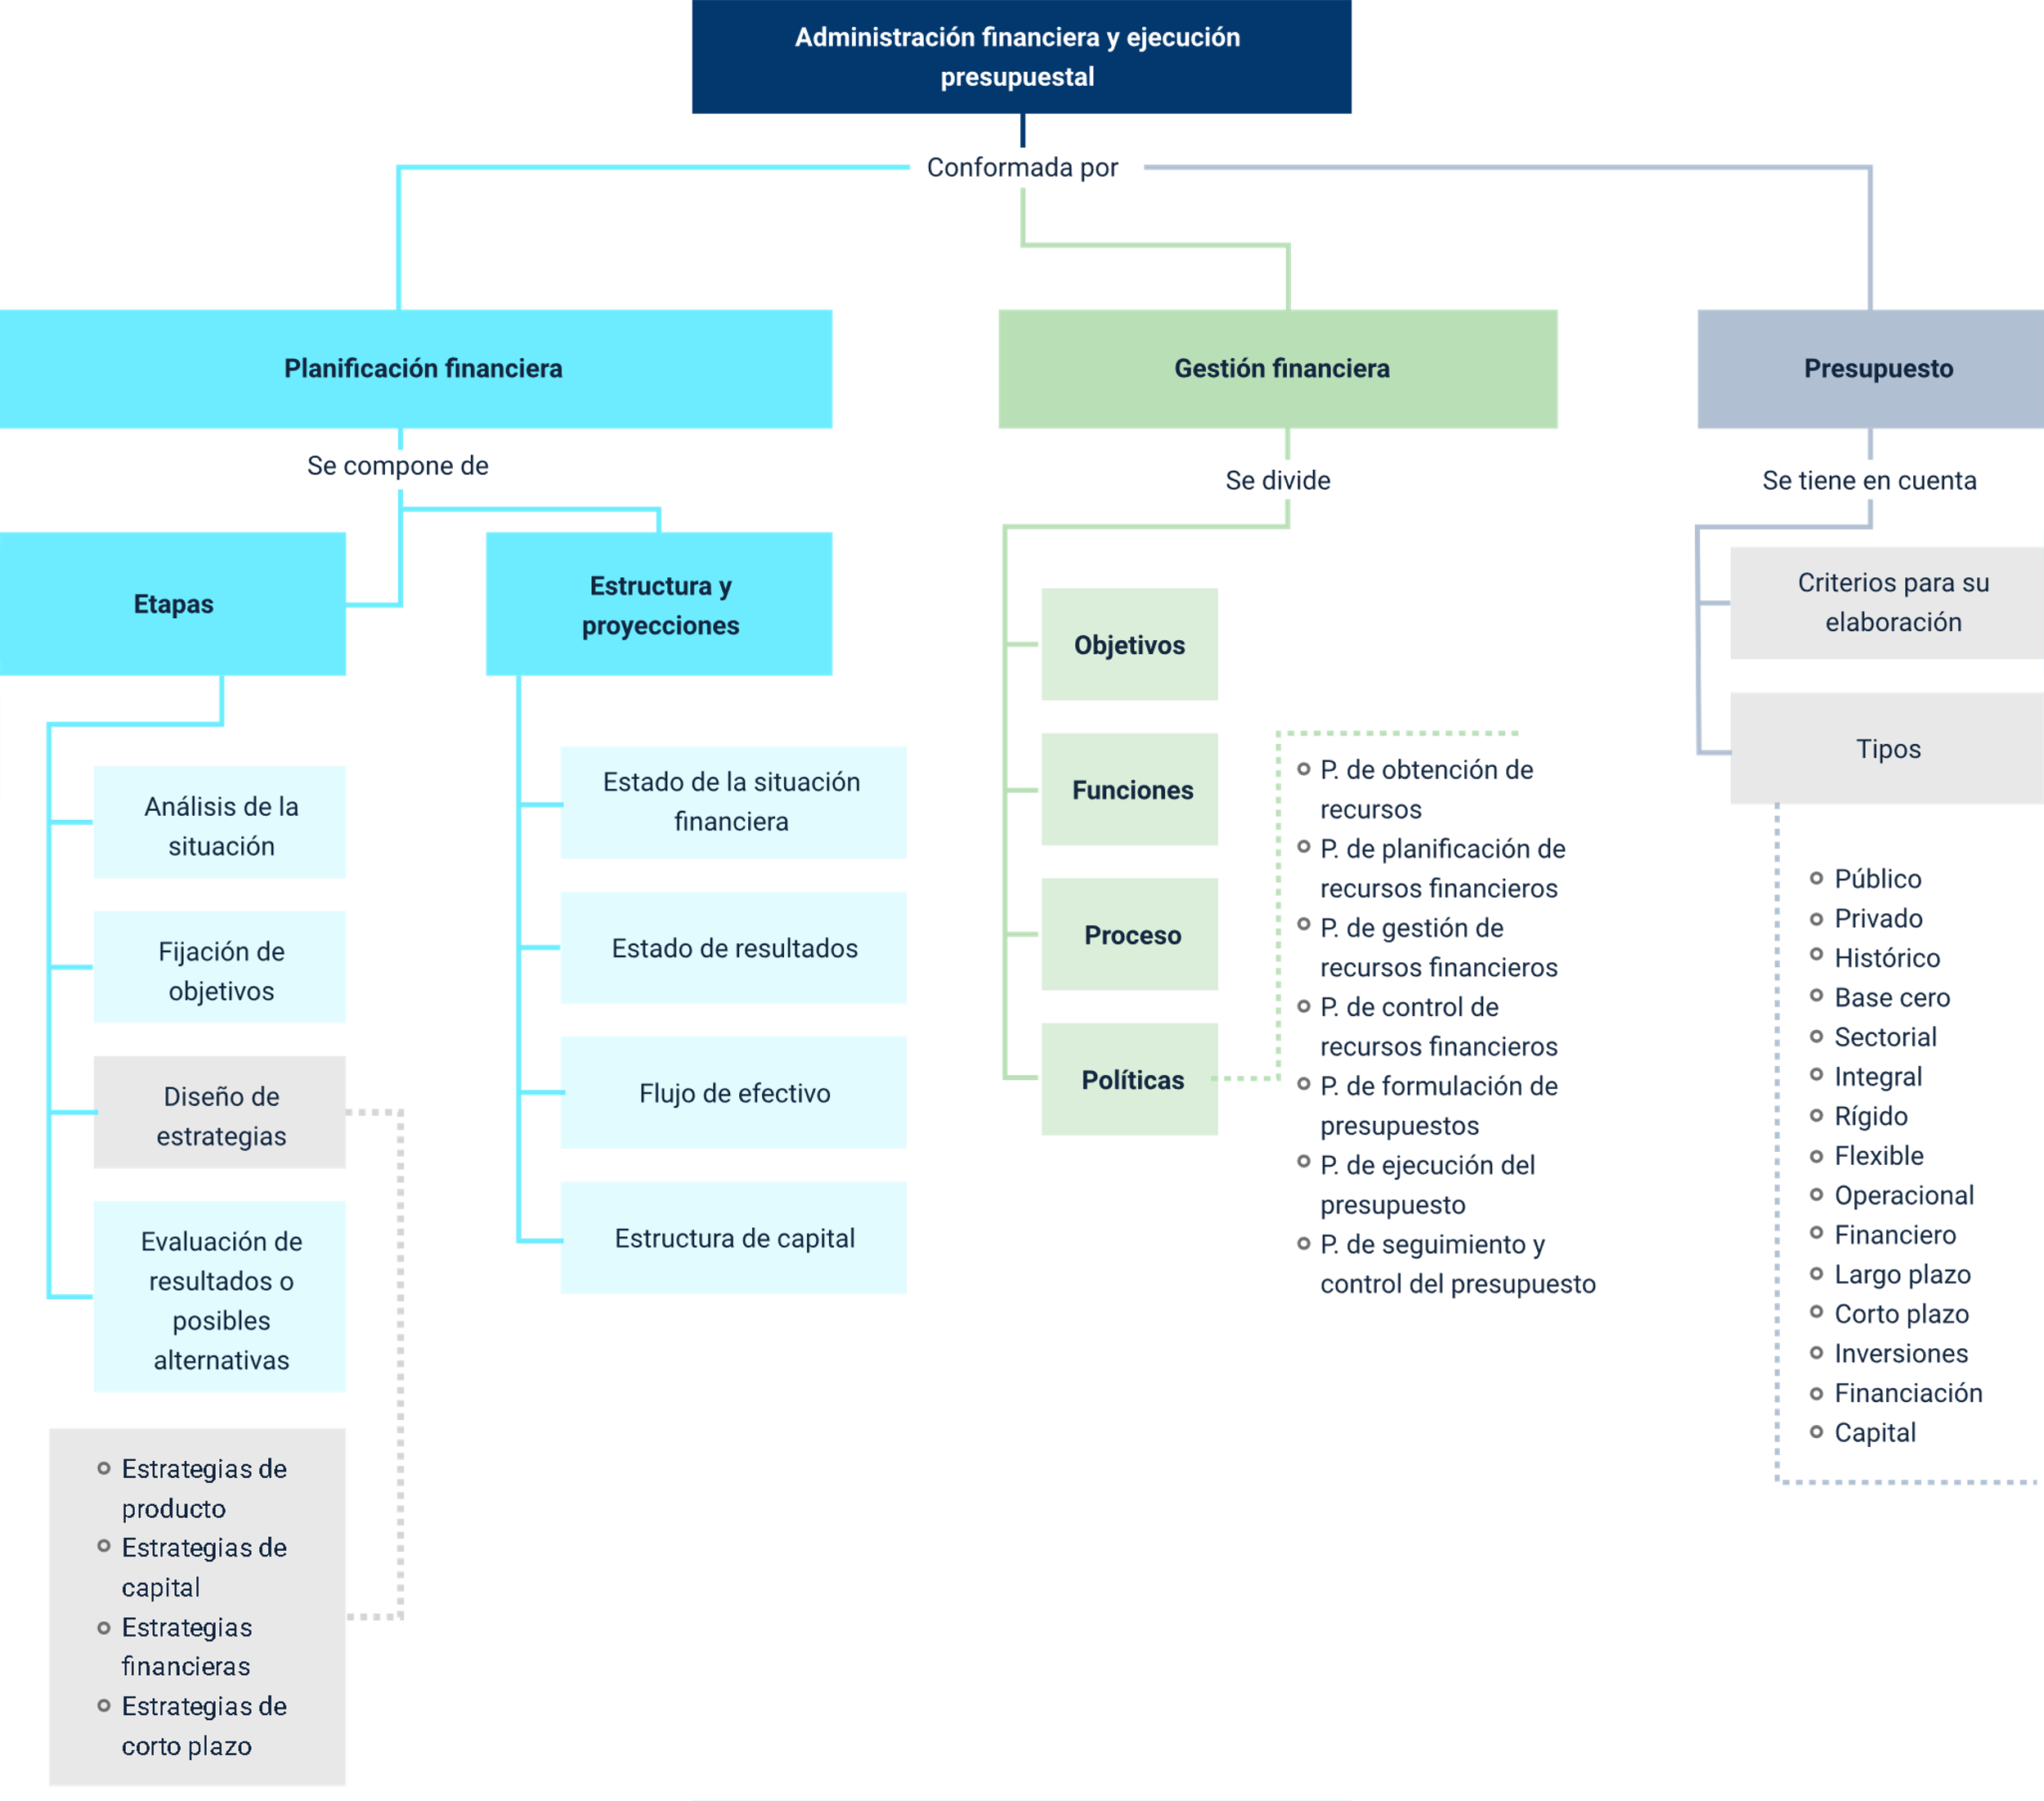 Administración financiera y ejecución
presupuestal
Conformada por
Planificación financiera
Se compone de
Etapas
Análisis de la
situación
Fijación de
objetivos
Diseño de
estrategias
Evaluación de
resultados o
posibles
alternativas
Estrategias de
producto
Estrategias de
capital
Estrategias
financieras
Estrategias de
corto plazo
Estructura y
proyecciones
Estado de la situación
financiera
Estado de resultados
Flujo de efectivo
Estructura de capital
Gestión financiera
Se divide
Objetivos
Funciones
Proceso
Políticas
P. de obtención de
recursos
P. de planificación de
recursos financieros
P. de gestión de
recursos financieros
P. de control de
recursos financieros
P. de formulación de
presupuestos
P. de ejecución del
presupuesto
P. de seguimiento y
control del presupuesto
Presupuesto
Se tiene en cuenta
Criterios para su
elaboración
Tipos
Público
Privado
Histórico
Base cero
Sectorial
Integral
Rígido
Flexible
Operacional
Financiero
Largo plazo
Corto plazo
Inversiones
Financiación
Capital